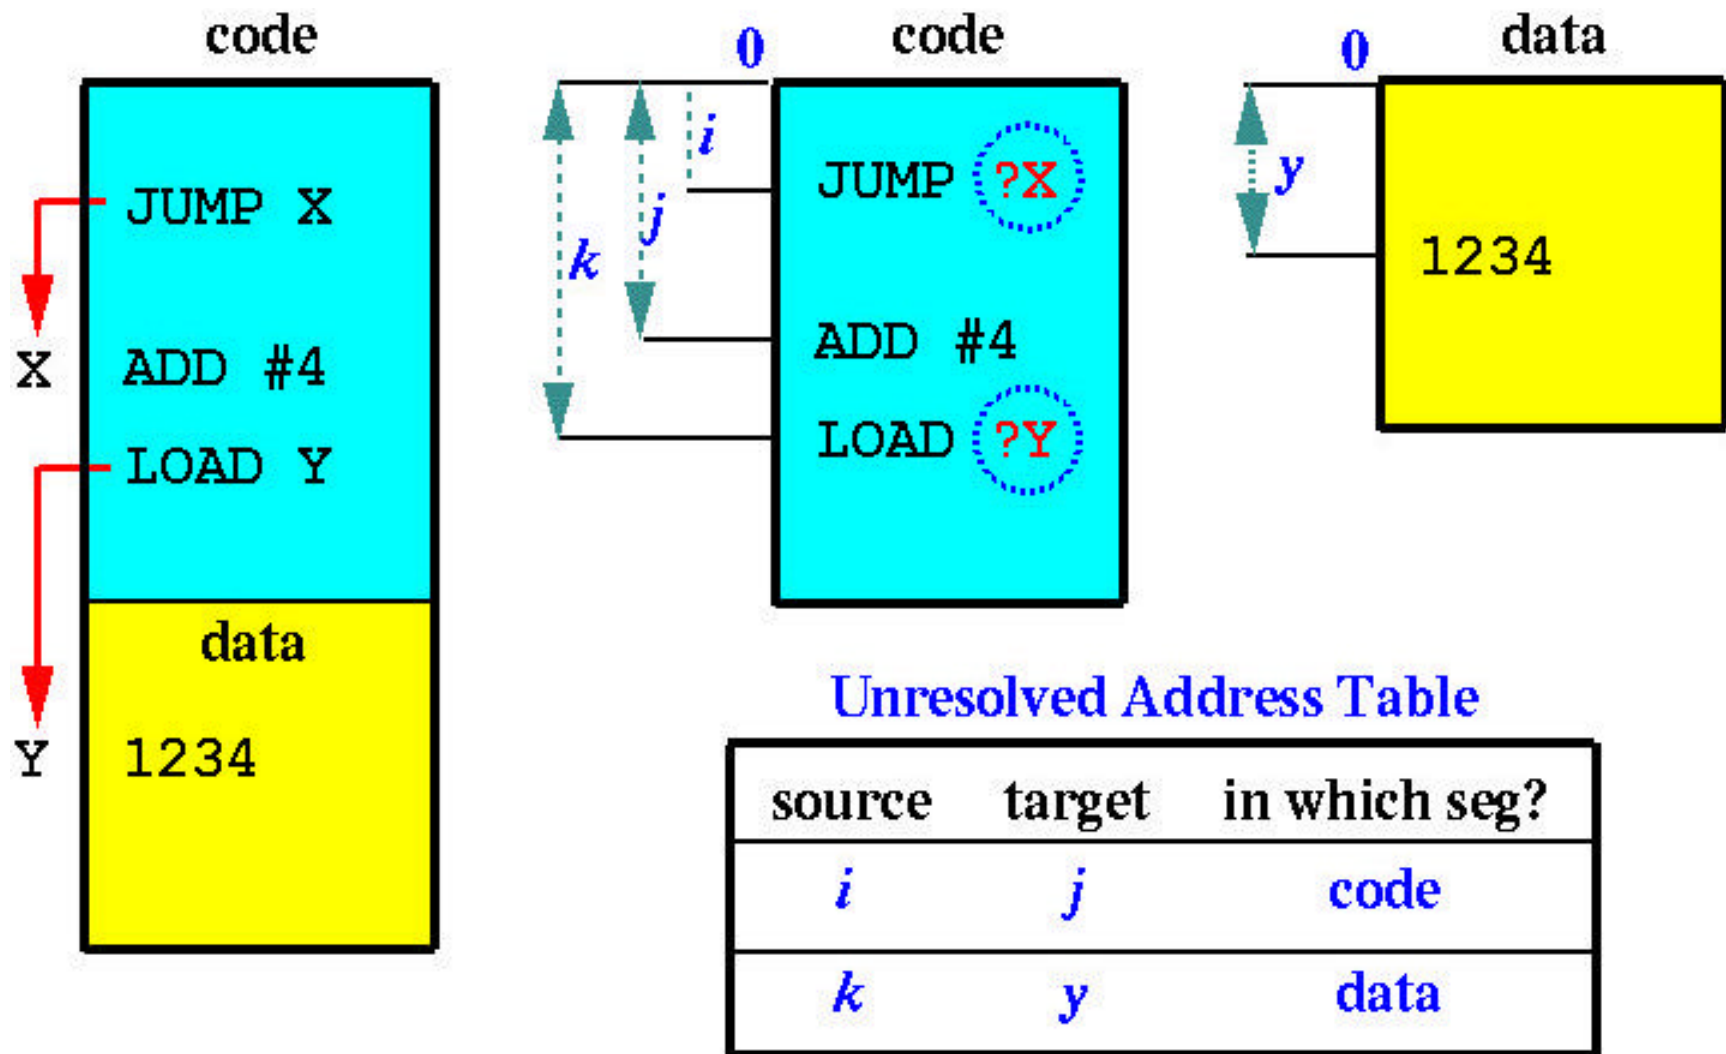 code
JUMP X
X
ADD #4
LOAD Y
data
Y
1234
0
code
i
j
k
JUMP ?X
ADD #4
LOAD ?Y
0
data
y
1234
Unresolved Address Table
source target in which seg?
i j code
k y data